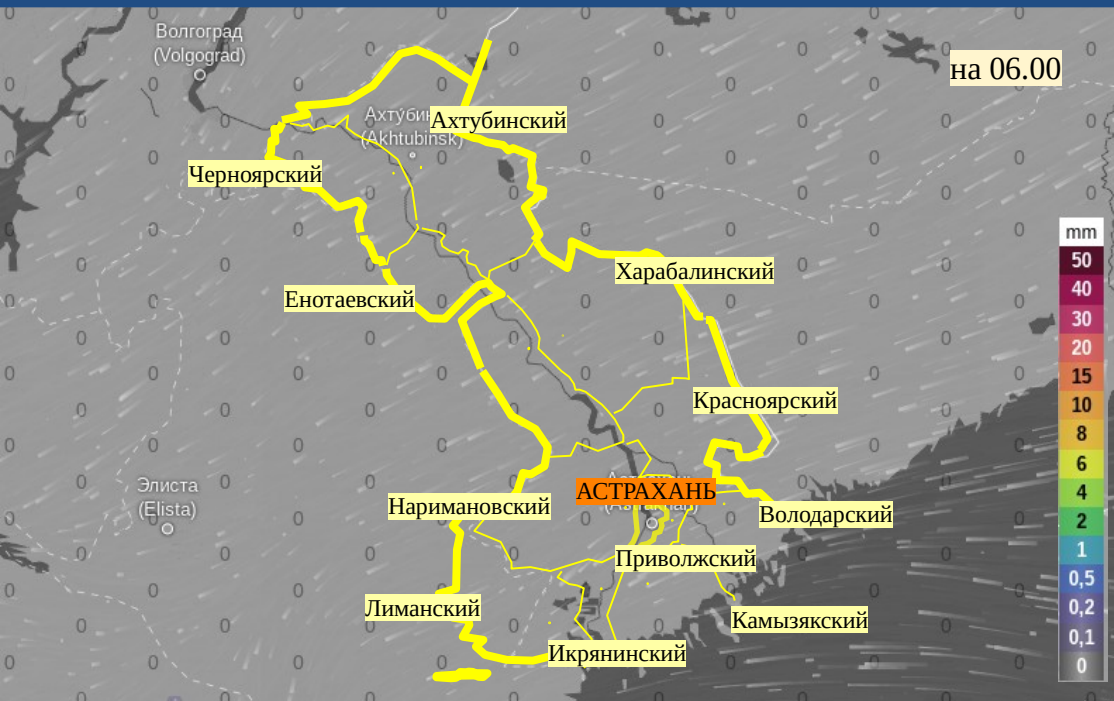 Волгоград
(Volgograd)
на 06.00
Ахтубинский
(Akhtubinsk)
Черноярский
mm
50
40
30
20
15
10
8
6
4
2
1
0,5
0,2
0,1
0
Харабалинский
Енотаевский
Красноярский
Элиста
(Elista)
АСТРАХАНЬ
Наримановский
Володарский
Приволжский
Лиманский
Камызякский
Икрянинский